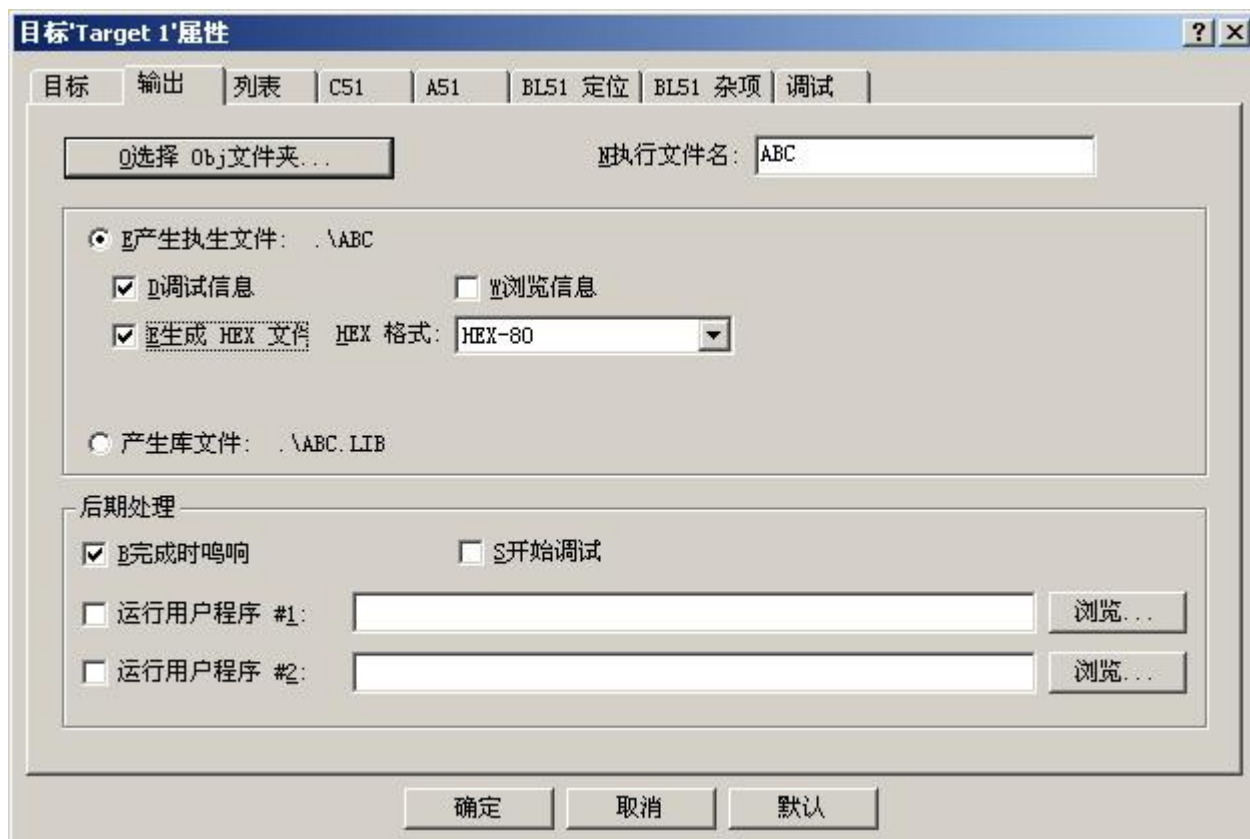 目标'Target 1'属性
目标 输出 列表 C51 A51 BL51 定位 BL51 杂项 调试
O选择 Obj文件夹... N执行文件名: ABC
E产生执生文件: .\ABC
D调试信息 W浏览信息
E生成 HEX 文件 HEX 格式: HEX-80
产生库文件: .\ABC.LIB
后期处理
B完成时鸣响 S开始调试
运行用户程序 #1: 浏览...
运行用户程序 #2: 浏览...
确定 取消 默认